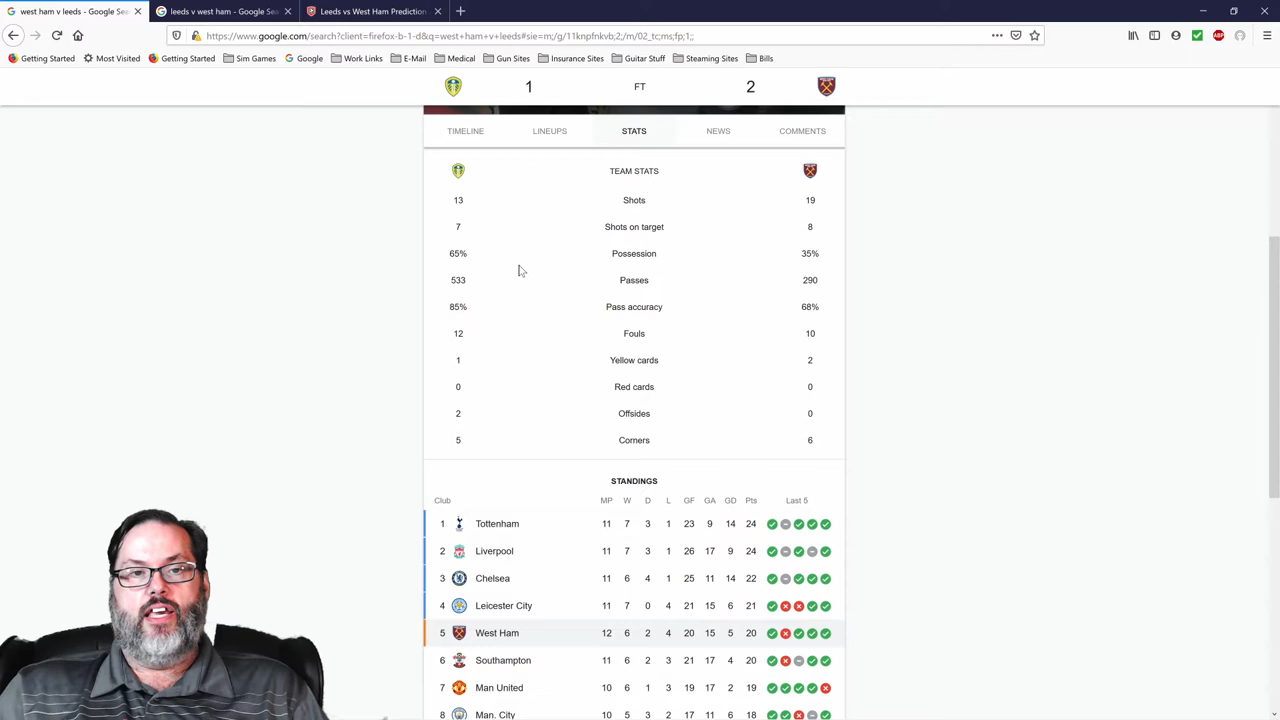 west ham v leeds - Google Sea
leeds v west ham - Google Sea
Leeds vs West Ham Prediction
https://www.google.com/search?client=firefox-b-1-d&q=west+ham+v+leeds#sie=m;/g/11knpfnkvb;2;/m/02_tc;ms;fp;1;;
Getting Started Most Visited Getting Started Sim Games Google Work Links E-Mail Medical Gun Sites Insurance Sites Guitar Stuff Steaming Sites Bills
1 FT 2
TIMELINE LINEUPS STATS NEWS COMMENTS
TEAM STATS
13 Shots 19
7 Shots on target 8
65% Possession 35%
533 Passes 290
85% Pass accuracy 68%
12 Fouls 10
1 Yellow cards 2
0 Red cards 0
2 Offsides 0
5 Corners 6
STANDINGS
Club MP W D L GF GA GD Pts Last 5
1 Tottenham 11 7 3 1 23 9 14 24
2 Liverpool 11 7 3 1 26 17 9 24
3 Chelsea 11 6 4 1 25 11 14 22
4 Leicester City 11 7 0 4 21 15 6 21
5 West Ham 12 6 2 4 20 15 5 20
6 Southampton 11 6 2 3 21 17 4 20
7 Man United 10 6 1 3 19 17 2 19
8 Man. City 10 5 3 2 17 11 6 18